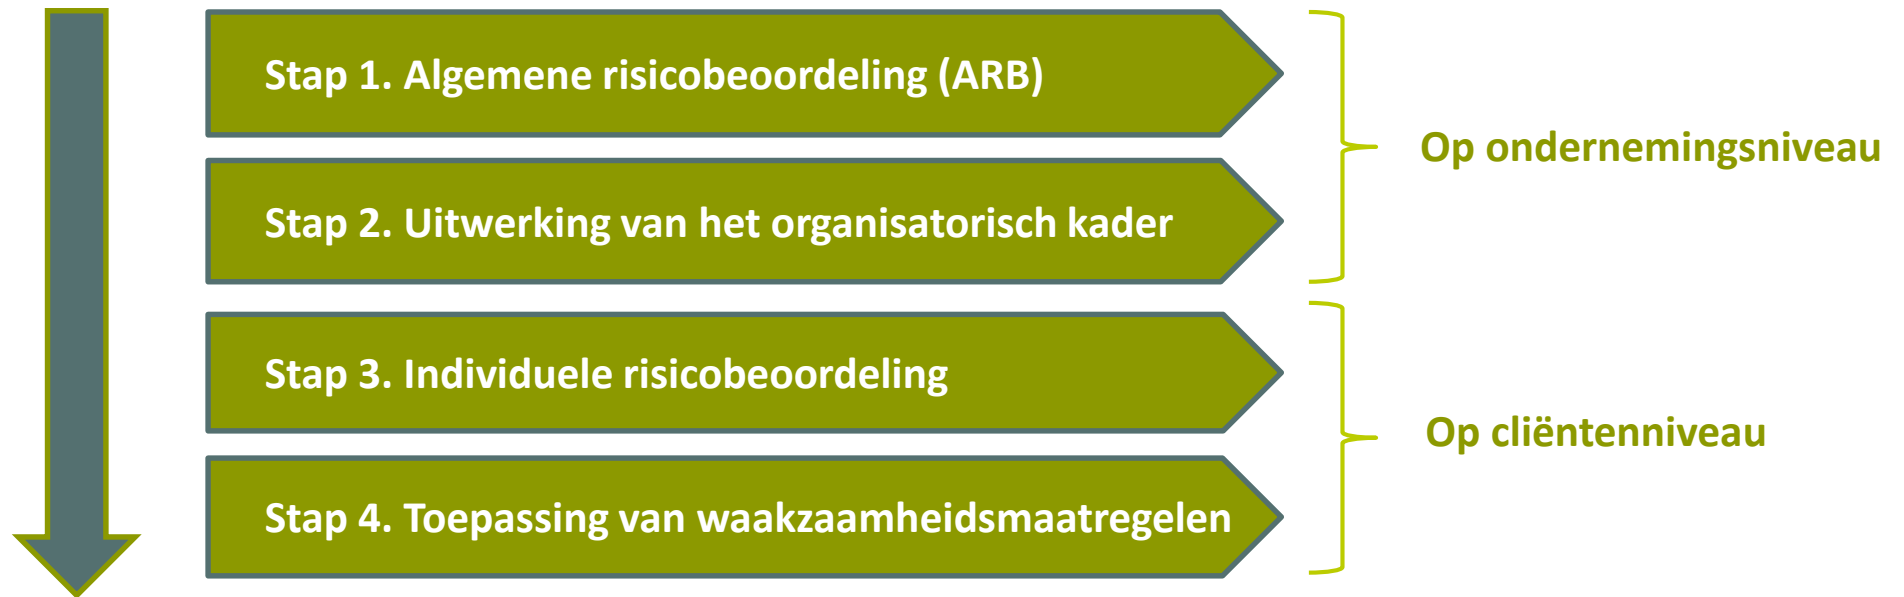 Stap 1. Algemene risicobeoordeling (ARB)
Stap 2. Uitwerking van het organisatorisch kader
Op ondernemingsniveau
Stap 3. Individuele risicobeoordeling
Stap 4. Toepassing van waakzaamheidsmaatregelen
Op cliëntenniveau